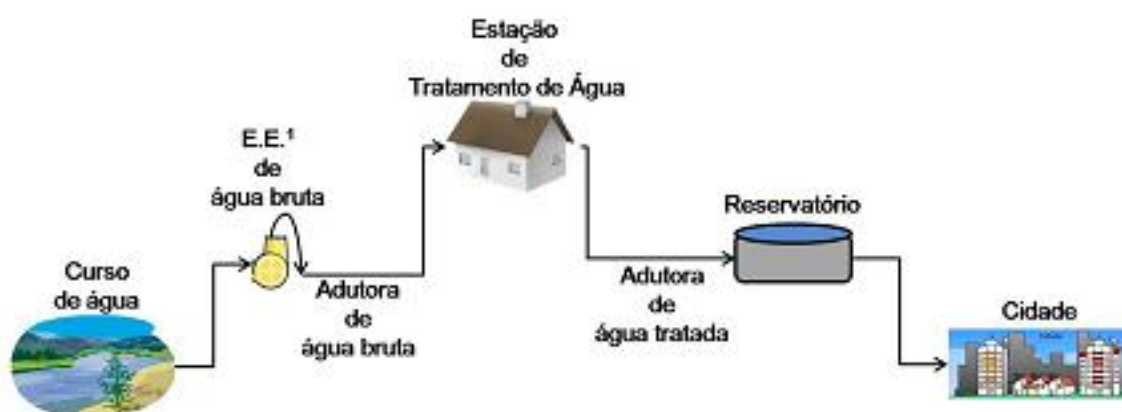 Estação
de
Tratamento de Água
E.E.¹
de
água bruta
Reservatório
Curso
de água
Adutora
de
água bruta
Adutora
de
água tratada
Cidade